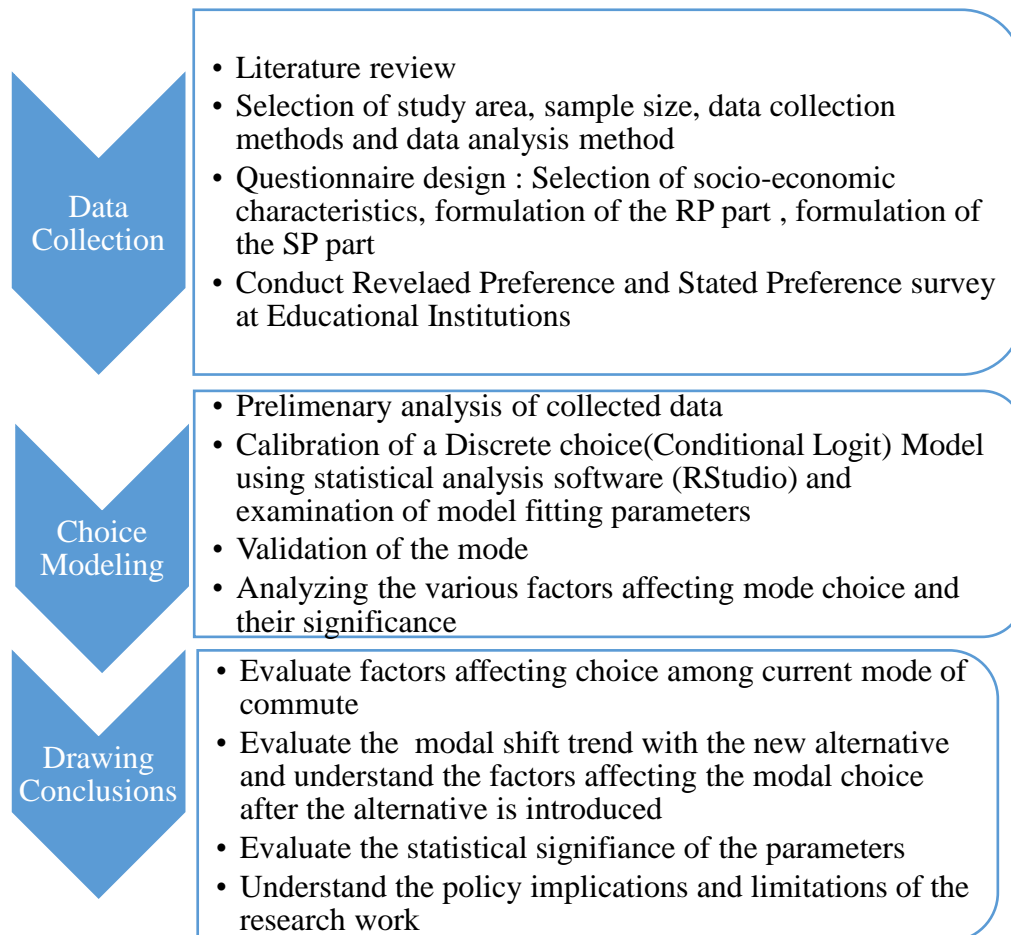 Data
Collection
• Literature review
• Selection of study area, sample size, data collection
methods and data analysis method
• Questionnaire design : Selection of socio-economic
characteristics, formulation of the RP part , formulation of
the SP part
• Conduct Revelaed Preference and Stated Preference survey
at Educational Institutions
Choice
Modeling
• Prelimenary analysis of collected data
• Calibration of a Discrete choice(Conditional Logit) Model
using statistical analysis software (RStudio) and
examination of model fitting parameters
• Validation of the mode
• Analyzing the various factors affecting mode choice and
their significance
Drawing
Conclusions
• Evaluate factors affecting choice among current mode of
commute
• Evaluate the  modal shift trend with the new alternative
and understand the factors affecting the modal choice
after the alternative is introduced
• Evaluate the statistical signifiance of the parameters
• Understand the policy implications and limitations of the
research work